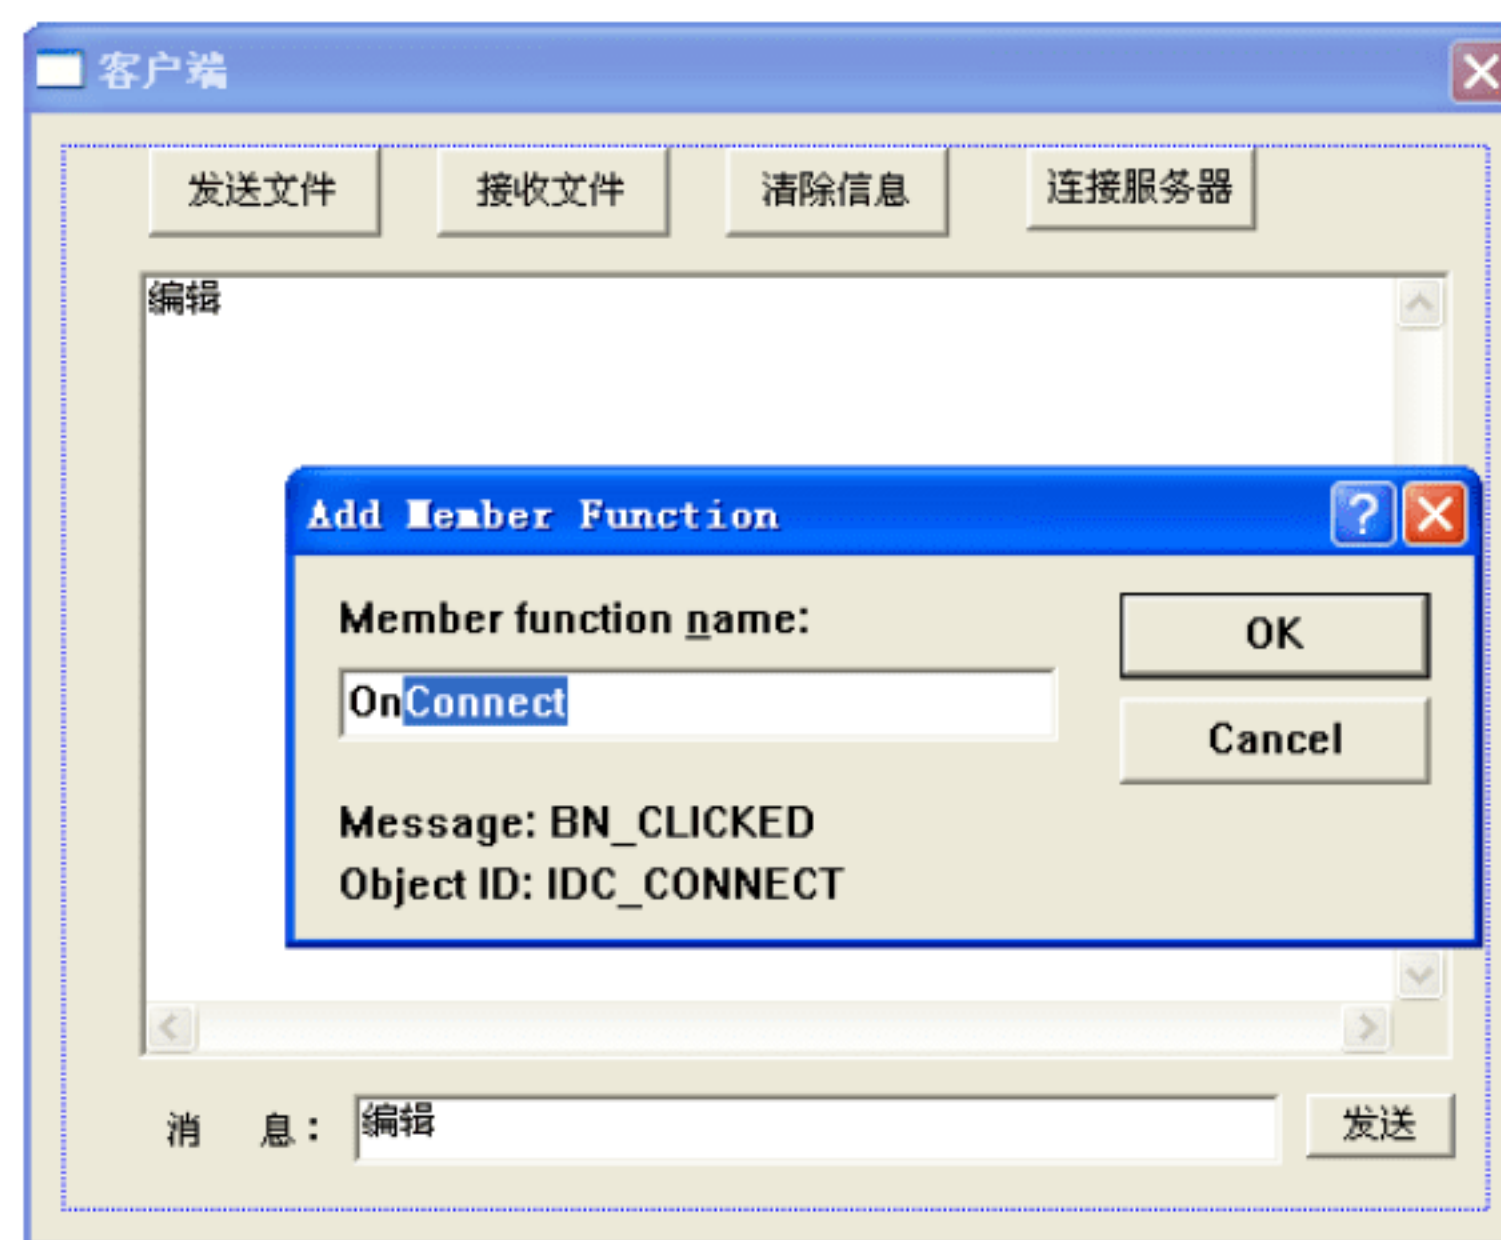 客户端
发送文件 接收文件 清除信息 连接服务器
编辑
Add Member Function
Member function name:
OK
OnConnect
Cancel
Message: BN_CLICKED
Object ID: IDC_CONNECT
消 息： 编辑 发送